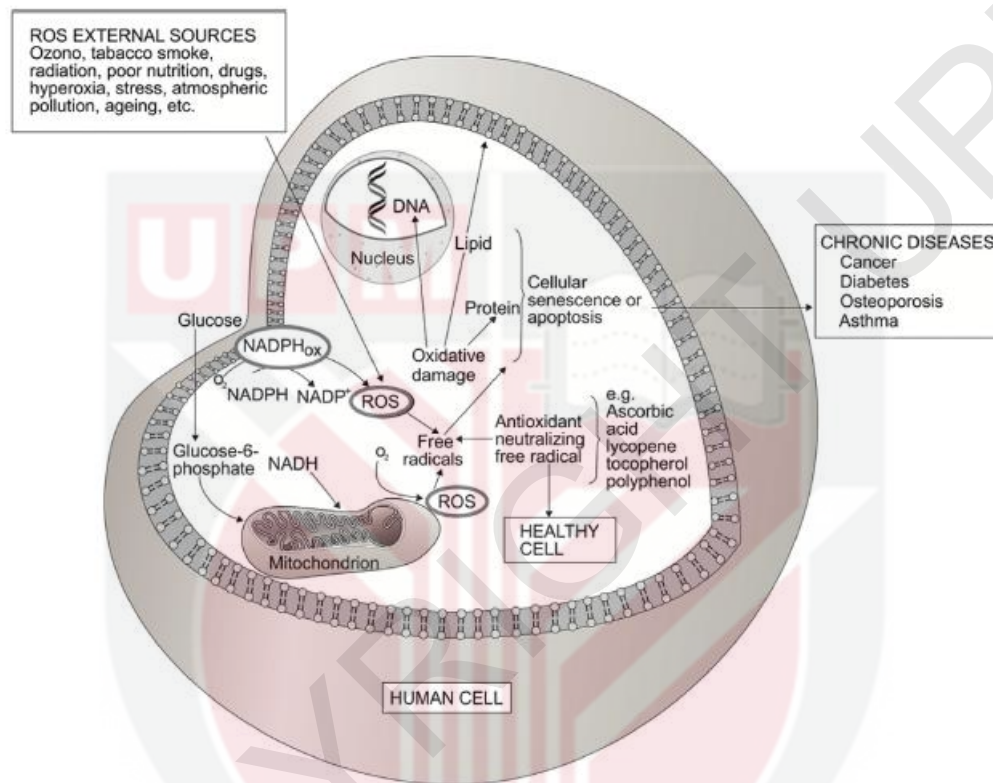 ROS EXTERNAL SOURCES
Ozono, tabacco smoke,
radiation, poor nutrition, drugs,
hyperoxia, stress, atmospheric
pollution, ageing, etc.
UPM
DNA
Nucleus
Lipid
Protein
Cellular
senescence or
apoptosis
CHRONIC DISEASES
Cancer
Diabetes
Osteoporosis
Asthma
Glucose
NADPHox
O2
NADPH
NADP+
ROS
Oxidative
damage
Free
radicals
Antioxidant
neutralizing
free radical
e.g.
Ascorbic
acid
lycopene
tocopherol
polyphenol
Glucose-6-
phosphate
NADH
O2
ROS
Mitochondrion
HEALTHY
CELL
HUMAN CELL
YRIGHT UP